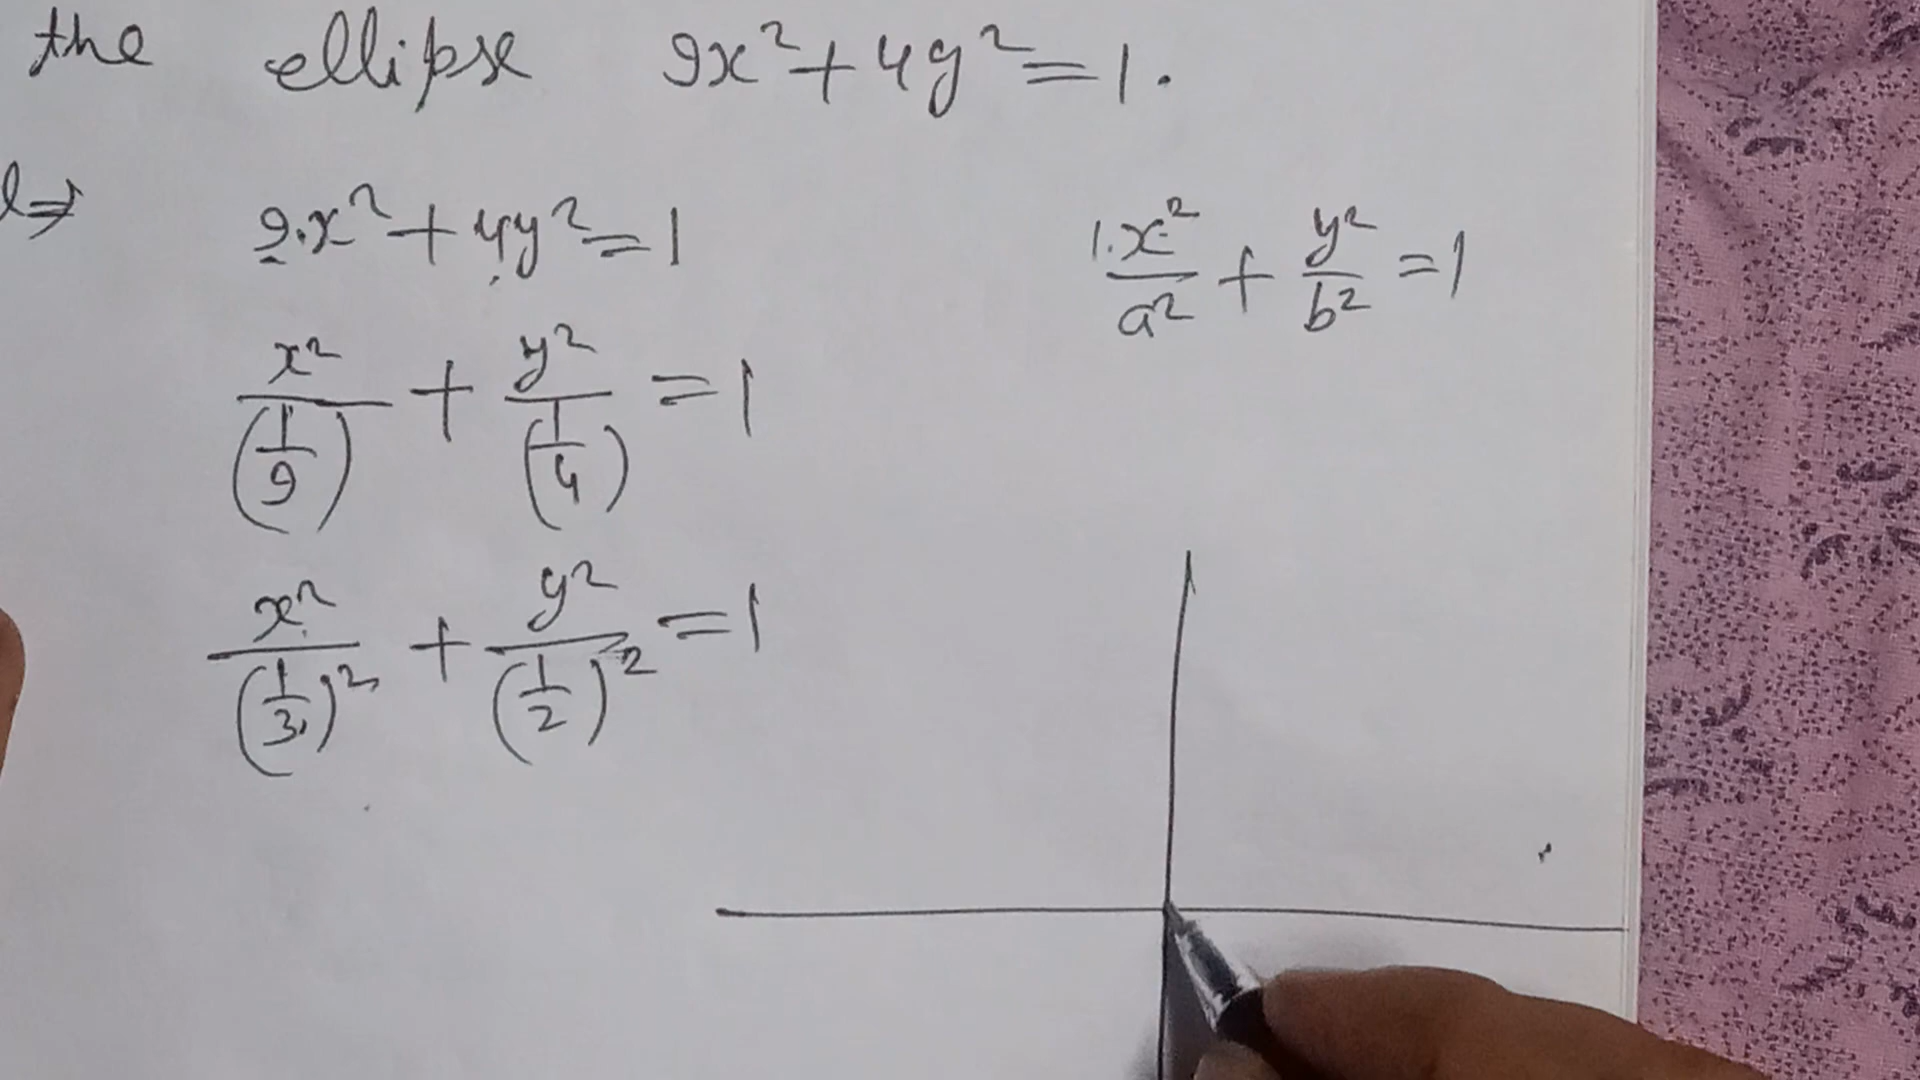 the ellipse 9x² + 4y² = 1.
l⇒ 9.x² + 4y² = 1
1.x²/a² + y²/b² = 1
x²/(1/9) + y²/(1/4) = 1
x²/(1/3)² + y²/(1/2)² = 1